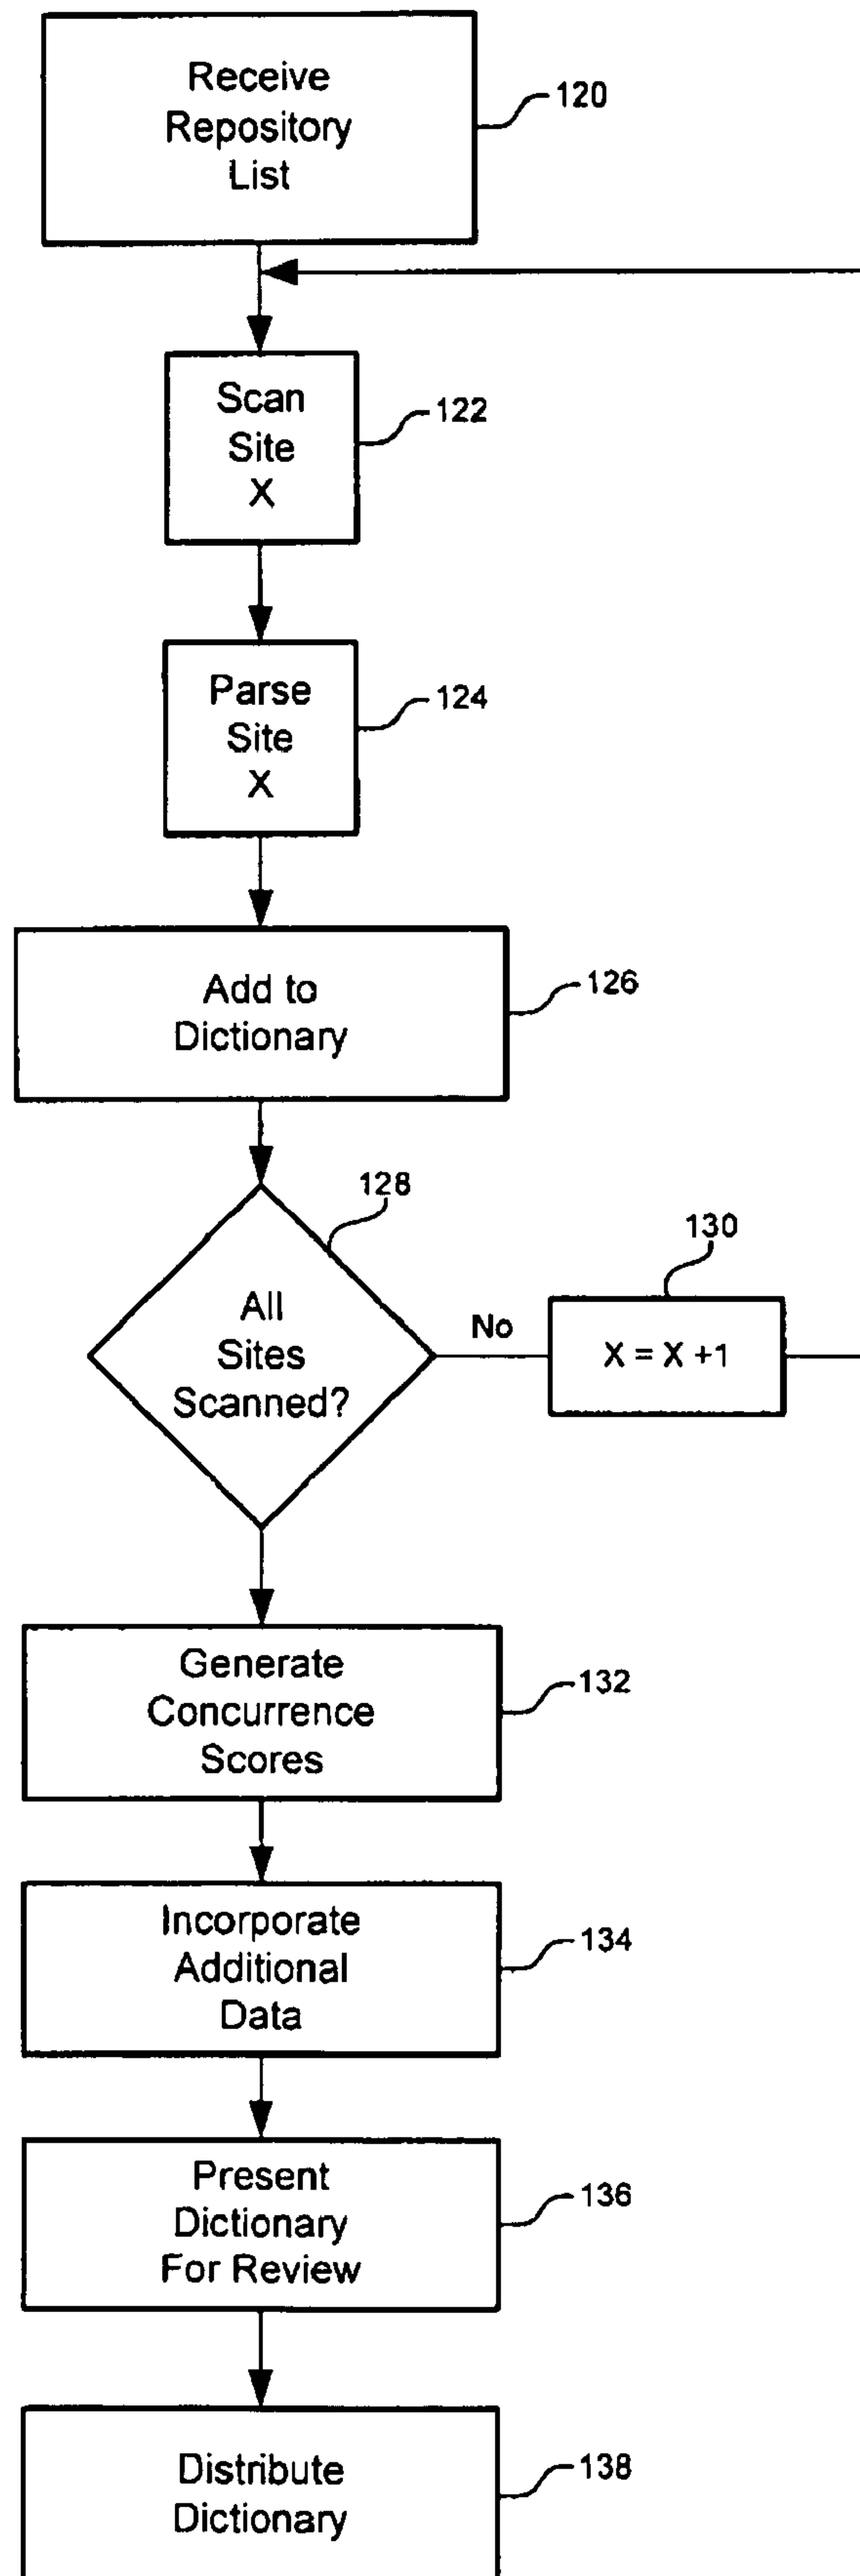 Receive
Repository
List
120
Scan
Site
X
122
Parse
Site
X
124
Add to
Dictionary
126
128
All
Sites
Scanned?
No
130
X = X +1
Generate
Concurrence
Scores
132
Incorporate
Additional
Data
134
Present
Dictionary
For Review
136
Distribute
Dictionary
138